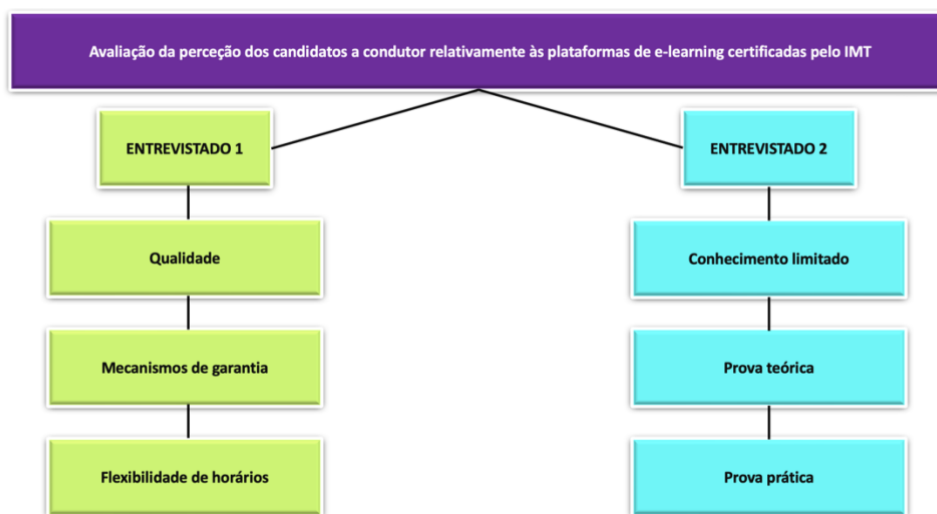 Avaliação da perceção dos candidatos a condutor relativamente às plataformas de e-learning certificadas pelo IMT
ENTREVISTADO 1
ENTREVISTADO 2
Qualidade
Conhecimento limitado
Mecanismos de garantia
Prova teórica
Flexibilidade de horários
Prova prática